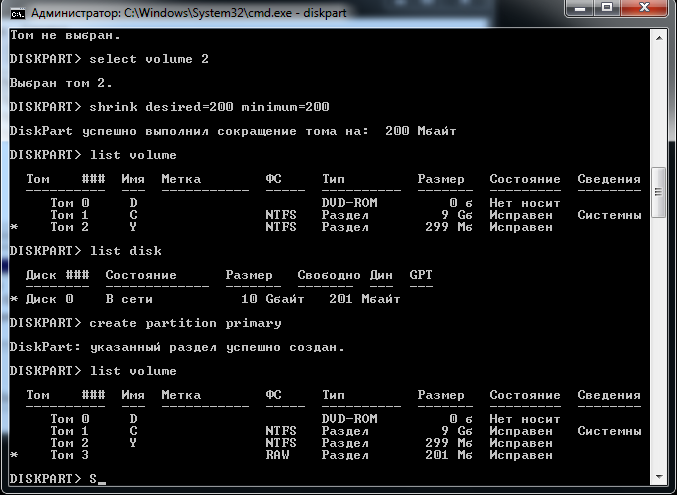 Администратор: C:\Windows\System32\cmd.exe - diskpart
Том не выбран.
DISKPART> select volume 2
Выбран том 2.
DISKPART> shrink desired=200 minimum=200
DiskPart успешно выполнил сокращение тома на:  200 Mбайт
DISKPART> list volume
Том ### Имя Метка ФС Тип Размер Состояние Сведения
---------- --- ----------- ----- ---------- ------- --------- --------
Том 0 D DVD-ROM 0 б Нет носит
Том 1 C NTFS Раздел 9 Gб Исправен Системны
* Том 2 Y NTFS Раздел 299 Mб Исправен
DISKPART> list disk
Диск ### Состояние Размер Свободно Дин GPT
-------- ------------- ------- ------- --- ---
* Диск 0 В сети 10 Gбайт 201 Mбайт
DISKPART> create partition primary
DiskPart: указанный раздел успешно создан.
DISKPART> list volume
Том ### Имя Метка ФС Тип Размер Состояние Сведения
---------- --- ----------- ----- ---------- ------- --------- --------
Том 0 D DVD-ROM 0 б Нет носит
Том 1 C NTFS Раздел 9 Gб Исправен Системны
Том 2 Y NTFS Раздел 299 Mб Исправен
* Том 3 RAW Раздел 201 Mб Исправен
DISKPART> S_